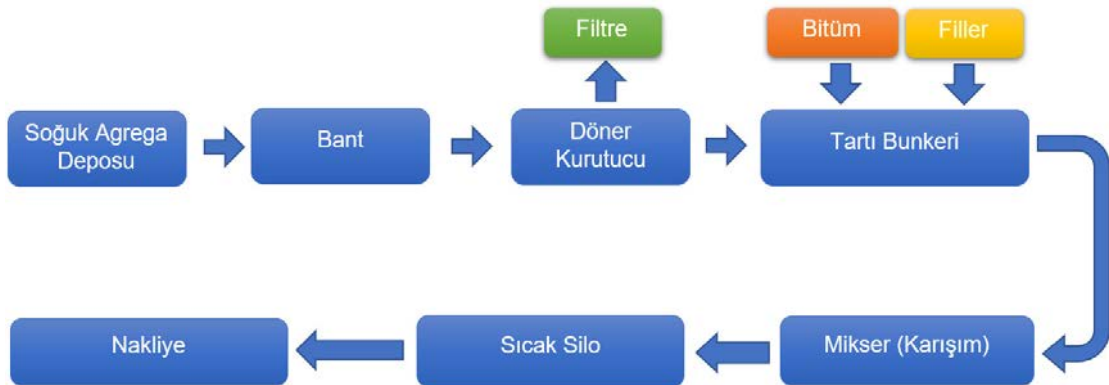 Filtre
Bitüm
Filler
Soğuk Agrega
Deposu
Bant
Döner
Kurutucu
Tartı Bunkeri
Nakliye
Sıcak Silo
Mikser (Karışım)